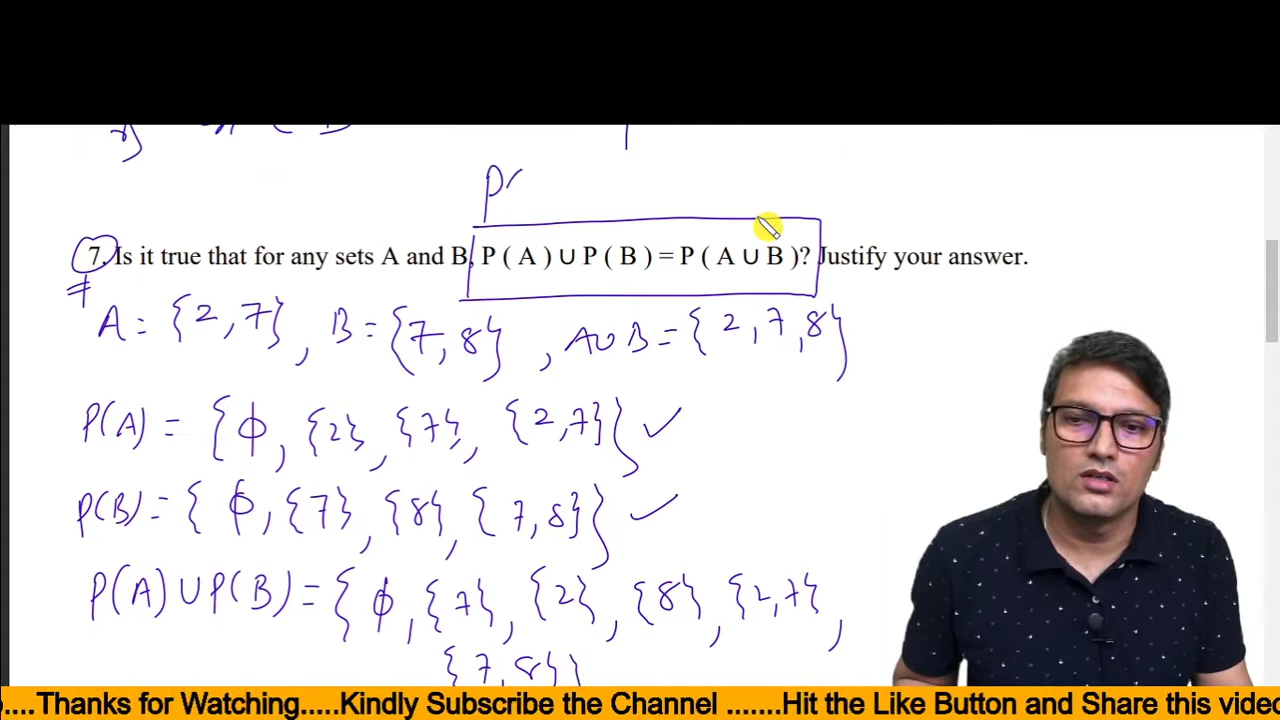 P(
7. Is it true that for any sets A and B, P ( A ) ∪ P ( B ) = P ( A ∪ B )? Justify your answer.
A = {2, 7}, B = {7, 8}, A∪B = {2, 7, 8}
P(A) = {ϕ, {2}, {7}, {2,7}} ✓
P(B) = {ϕ, {7}, {8}, {7,8}} ✓
P(A)∪P(B) = {ϕ, {7}, {2}, {8}, {2,7},
{7,8}}
....Thanks for Watching.....Kindly Subscribe the Channel .......Hit the Like Button and Share this video